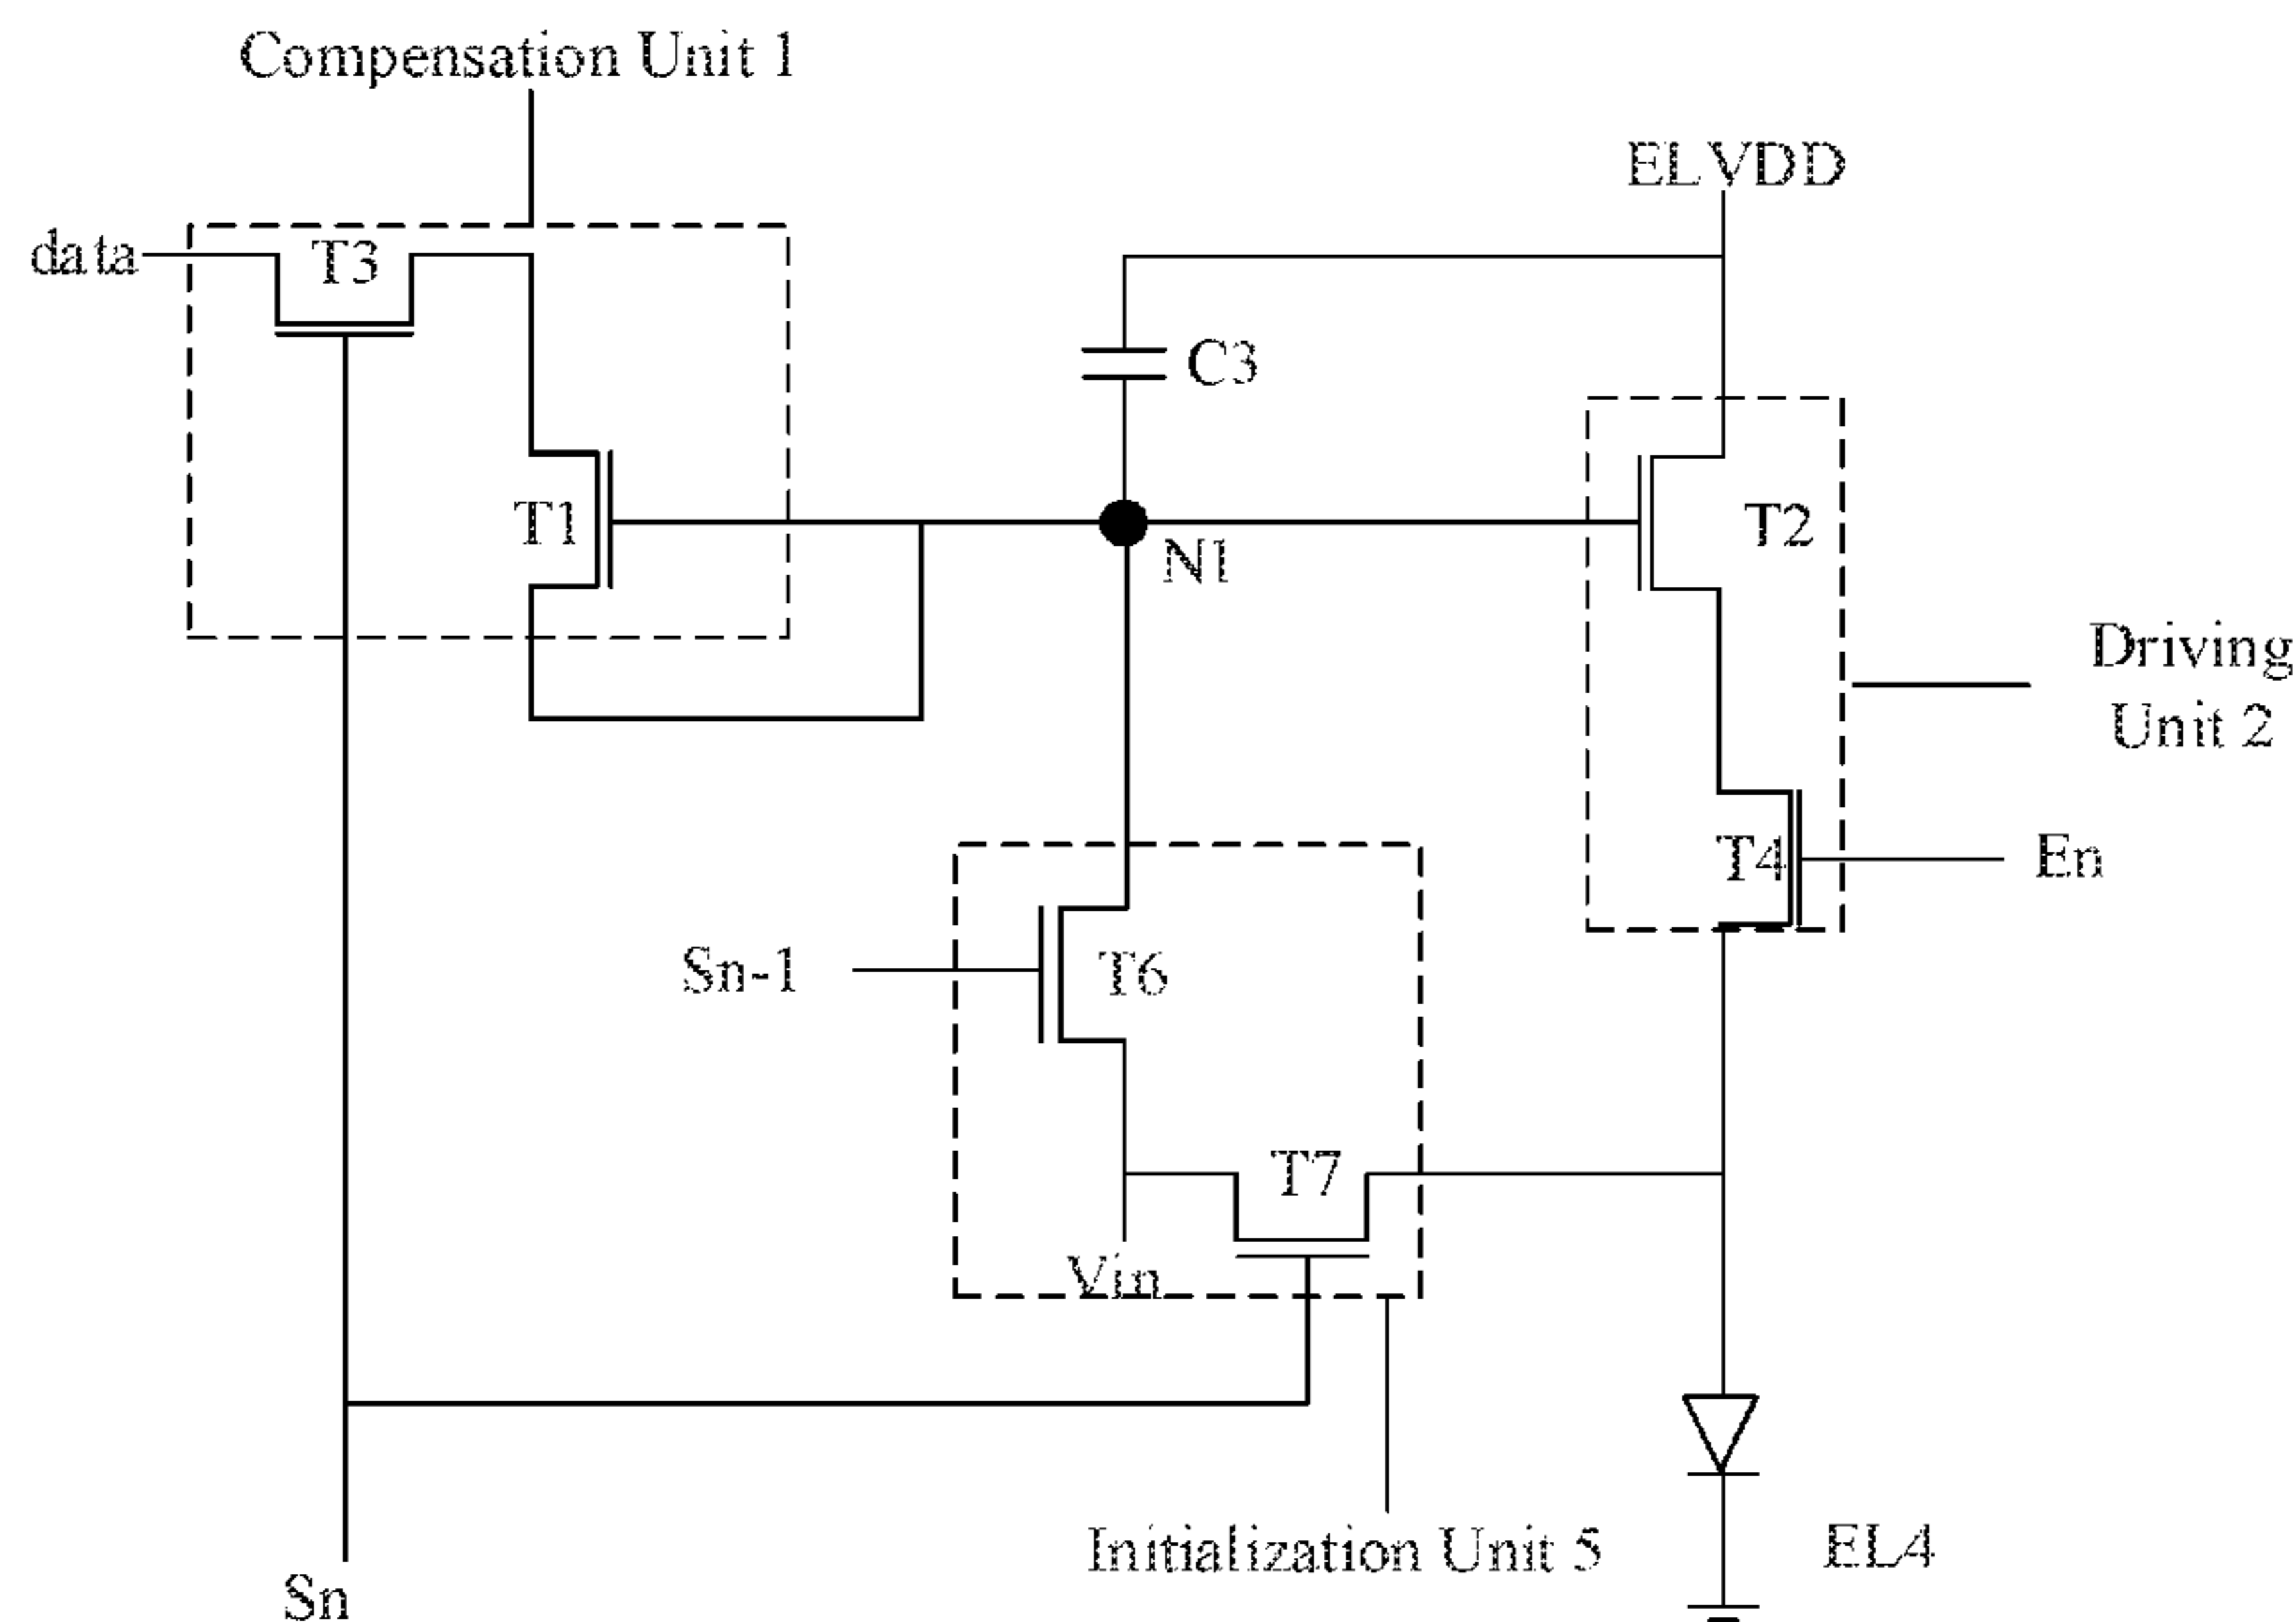 Compensation Unit 1
ELVDD
data
T3
C3
T1
N1
T2
Driving
Unit 2
T4
En
Sn-1
T6
T7
Vin
Initialization Unit 5
EL4
Sn